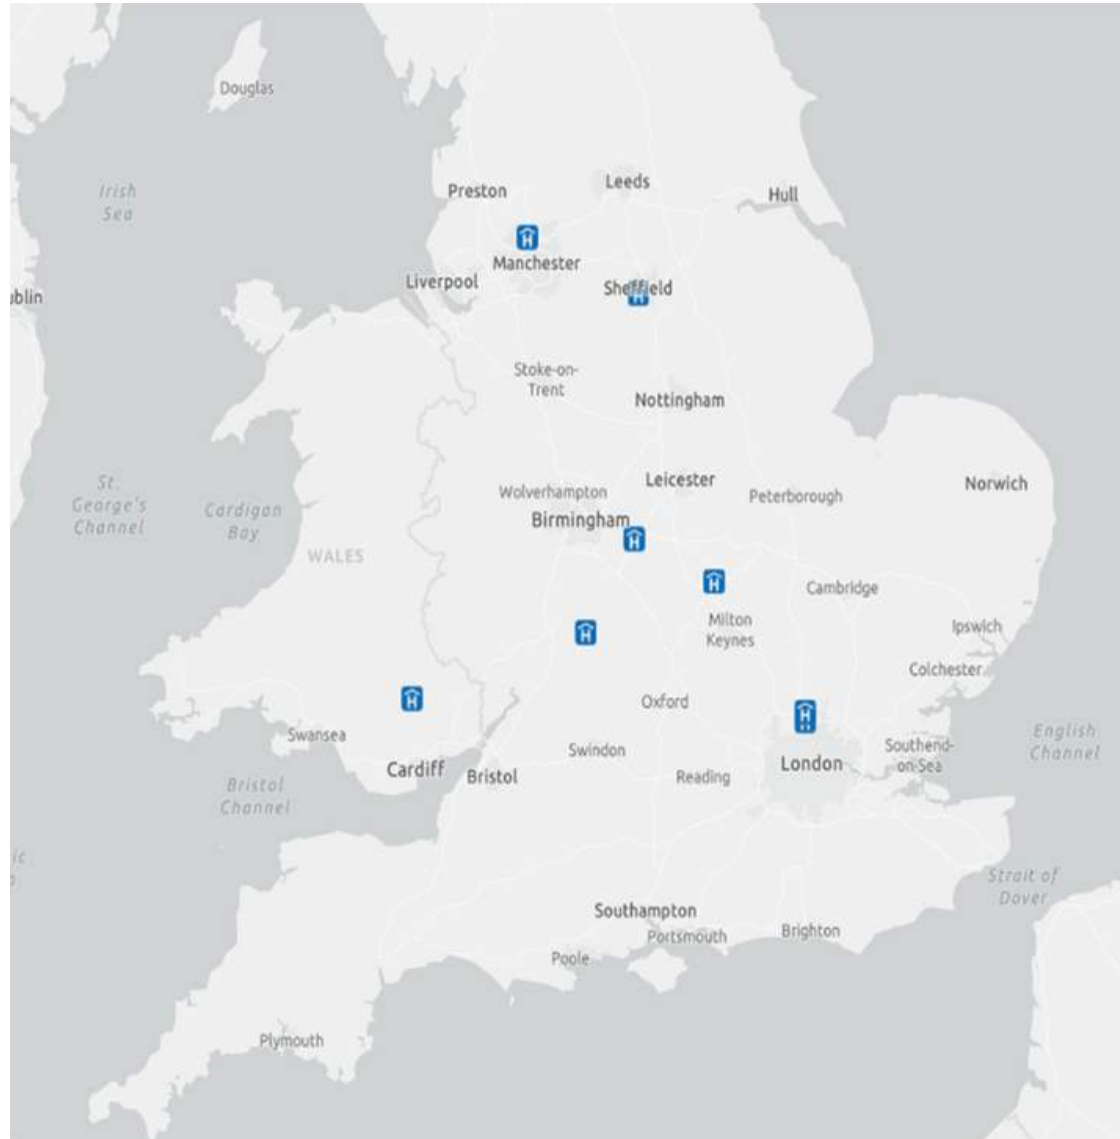 Douglas
Irish
Sea
Preston
Leeds
Hull
Manchester
Liverpool
Sheffield
ublin
Stoke-on-
Trent
Nottingham
St.
George's
Channel
Cardigan
Bay
Wolverhampton
Leicester
Peterborough
Norwich
Birmingham
H
H
H
H
H
H
H
WALES
Cambridge
Milton
Keynes
Ipswich
Colchester
Oxford
Swansea
Cardiff
Bristol
Swindon
Reading
London
Southend-
on-Sea
English
Channel
Bristol
Channel
ic
Strait of
Dover
Southampton
Portsmouth
Brighton
Poole
Plymouth